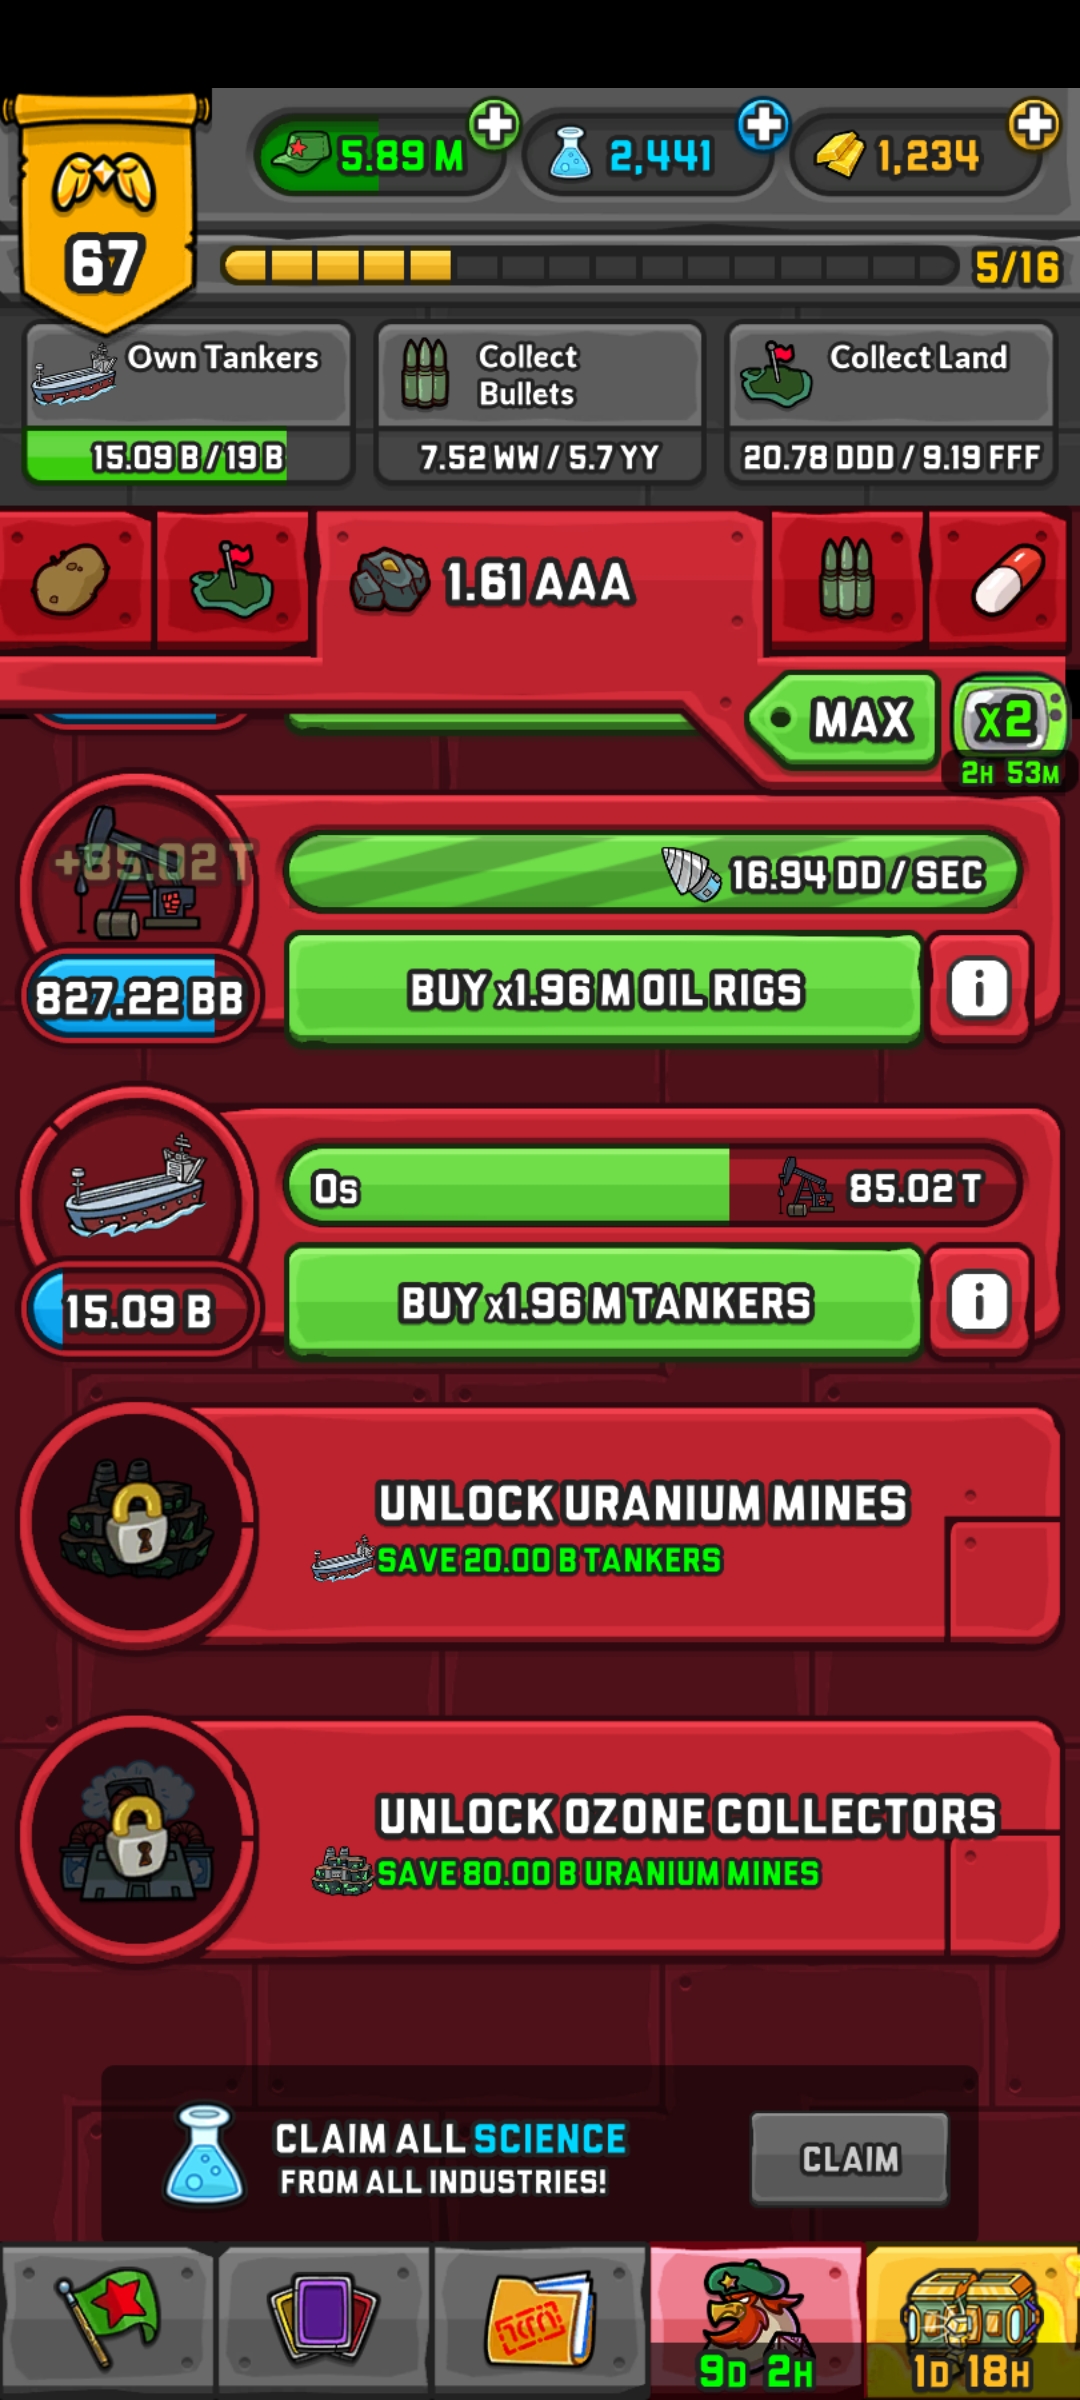 5.89 M
2,441
1,234
67
5/16
Own Tankers
15.09 B / 19 B
Collect
Bullets
7.52 WW / 5.7 YY
Collect Land
20.78 DDD / 9.19 FFF
1.61 AAA
MAX
x2
2H 53M
+85.02 T
16.94 DD / SEC
827.22 BB
BUY x1.96 M OIL RIGS
i
0s
85.02 T
15.09 B
BUY x1.96 M TANKERS
i
UNLOCK URANIUM MINES
SAVE 20.00 B TANKERS
UNLOCK OZONE COLLECTORS
SAVE 80.00 B URANIUM MINES
CLAIM ALL SCIENCE
FROM ALL INDUSTRIES!
CLAIM
9D 2H
1D 18H